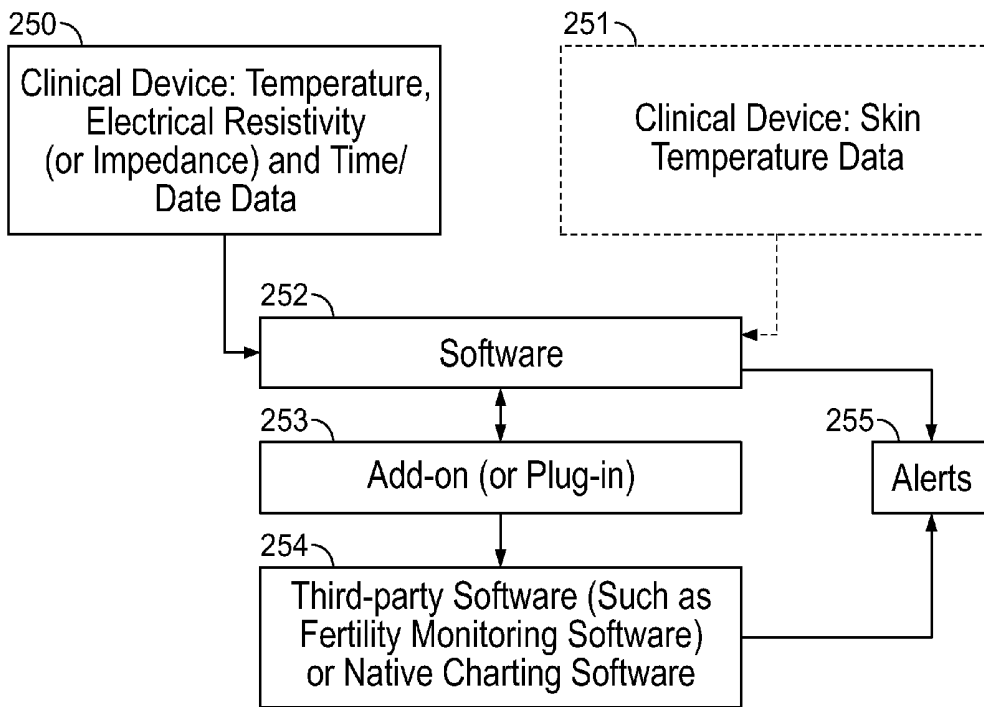 250
Clinical Device: Temperature,
Electrical Resistivity
(or Impedance) and Time/
Date Data
251
Clinical Device: Skin
Temperature Data
252
Software
253
Add-on (or Plug-in)
255
Alerts
254
Third-party Software (Such as
Fertility Monitoring Software)
or Native Charting Software